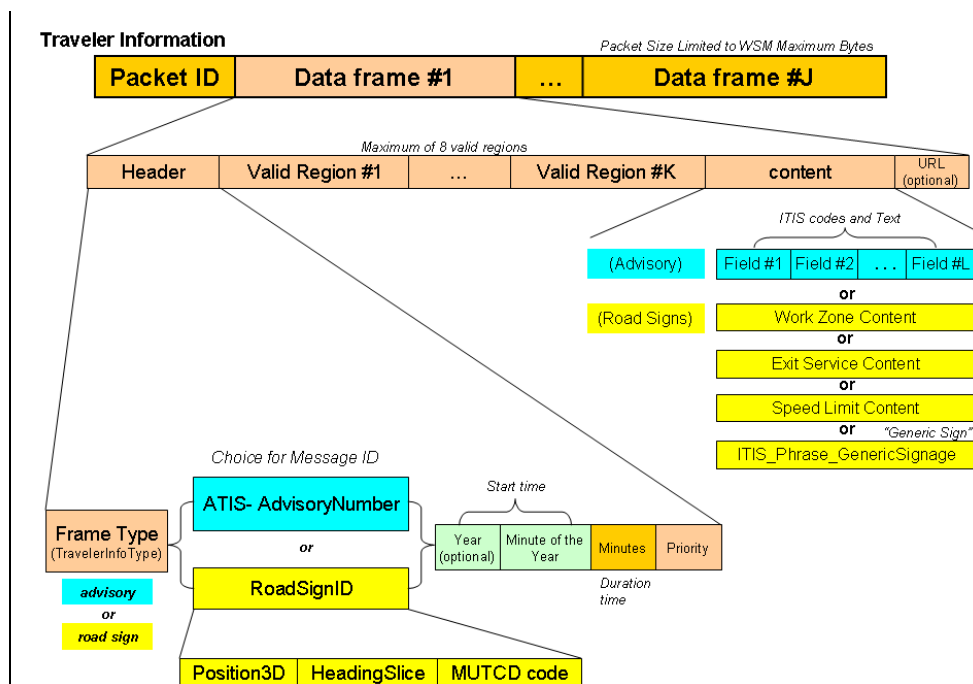 Traveler Information
Packet Size Limited to WSM Maximum Bytes
Packet ID Data frame #1 ... Data frame #J
Maximum of 8 valid regions
Header Valid Region #1 ... Valid Region #K content URL
(optional)
ITIS codes and Text
(Advisory) Field #1 Field #2 ... Field #L
or
(Road Signs) Work Zone Content
or
Exit Service Content
or
Speed Limit Content
or "Generic Sign"
ITIS_Phrase_GenericSignage
Choice for Message ID
ATIS- AdvisoryNumber
or
RoadSignID
Frame Type
(TravelerInfoType)
advisory
or
road sign
Start time
Year
(optional)
Minute of the
Year
Minutes
Priority
Duration
time
Position3D HeadingSlice MUTCD code